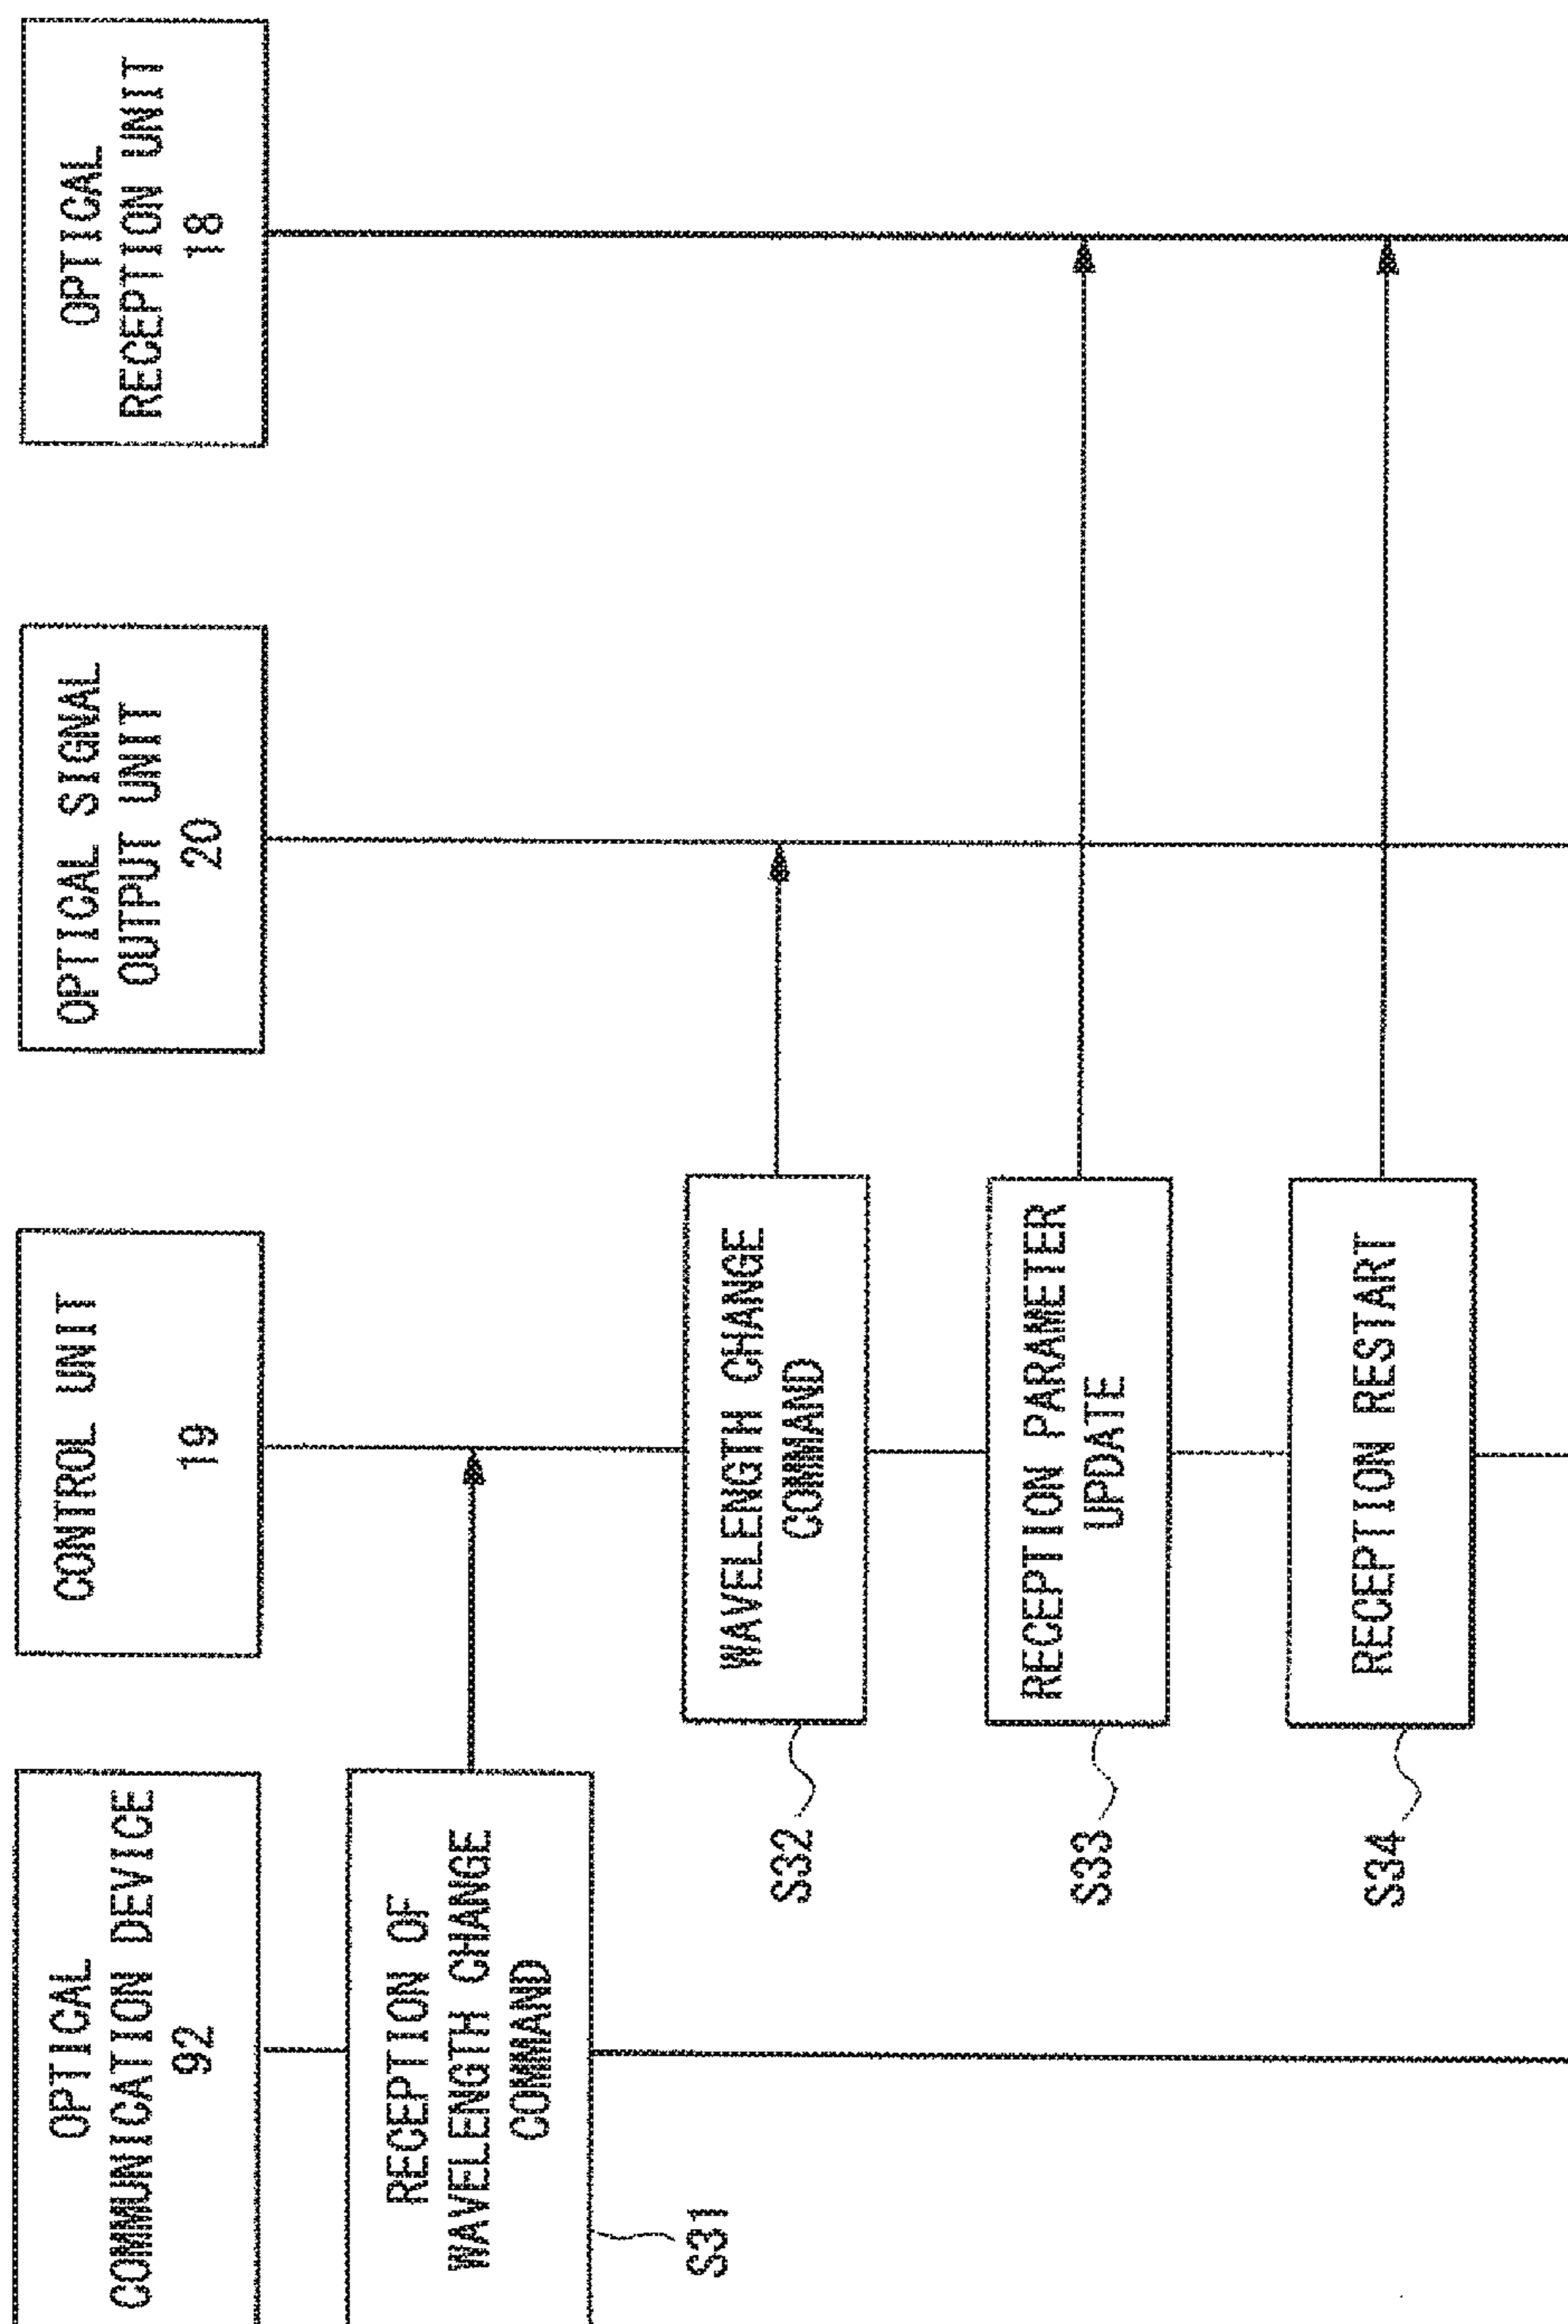 OPTICAL
COMMUNICATION DEVICE
92
CONTROL UNIT
19
OPTICAL SIGNAL
OUTPUT UNIT
20
OPTICAL
RECEPTION UNIT
18
RECEPTION OF
WAVELENGTH CHANGE
COMMAND
S31
WAVELENGTH CHANGE
COMMAND
S32
RECEPTION PARAMETER
UPDATE
S33
RECEPTION RESTART
S34